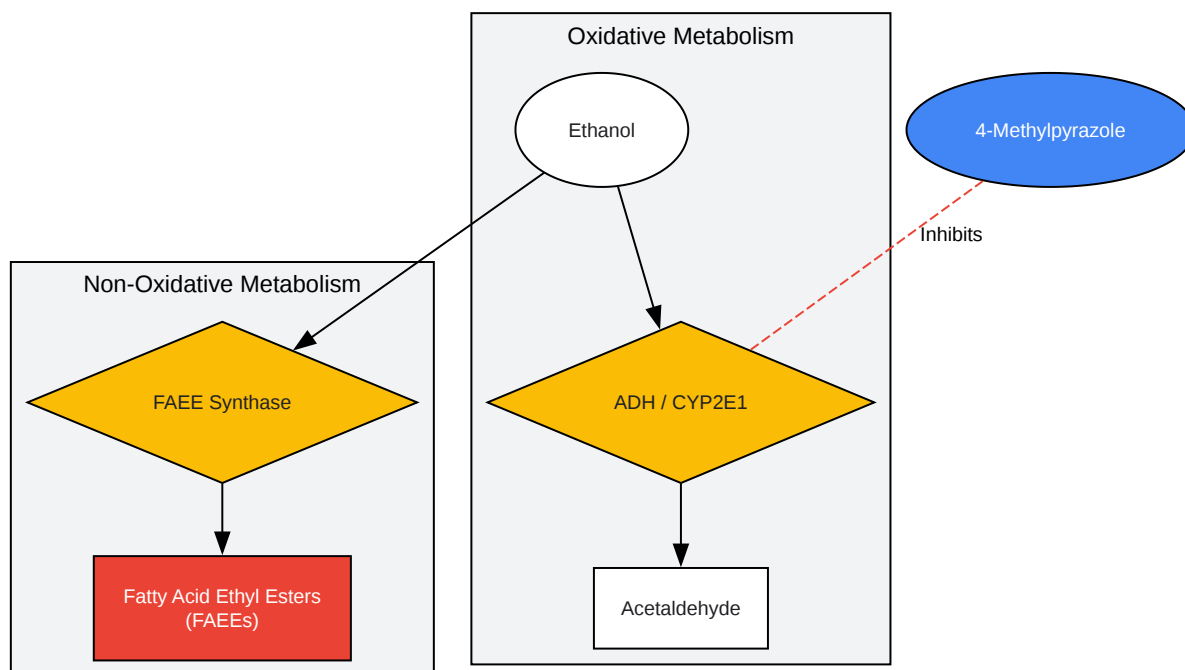 Oxidative Metabolism
Ethanol
4-Methylpyrazole
Inhibits
Non-Oxidative Metabolism
FAEE Synthase
ADH / CYP2E1
Fatty Acid Ethyl Esters
(FAEEs)
Acetaldehyde